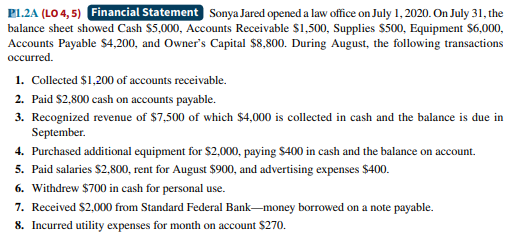 P1.2A (LO 4, 5) Financial Statement Sonya Jared opened a law office on July 1, 2020. On July 31, the
balance sheet showed Cash $5,000, Accounts Receivable $1,500, Supplies $500, Equipment $6,000,
Accounts Payable $4,200, and Owner's Capital $8,800. During August, the following transactions
occurred.
1. Collected $1,200 of accounts receivable.
2. Paid $2,800 cash on accounts payable.
3. Recognized revenue of $7,500 of which $4,000 is collected in cash and the balance is due in
September.
4. Purchased additional equipment for $2,000, paying $400 in cash and the balance on account.
5. Paid salaries $2,800, rent for August $900, and advertising expenses $400.
6. Withdrew $700 in cash for personal use.
7. Received $2,000 from Standard Federal Bank—money borrowed on a note payable.
8. Incurred utility expenses for month on account $270.